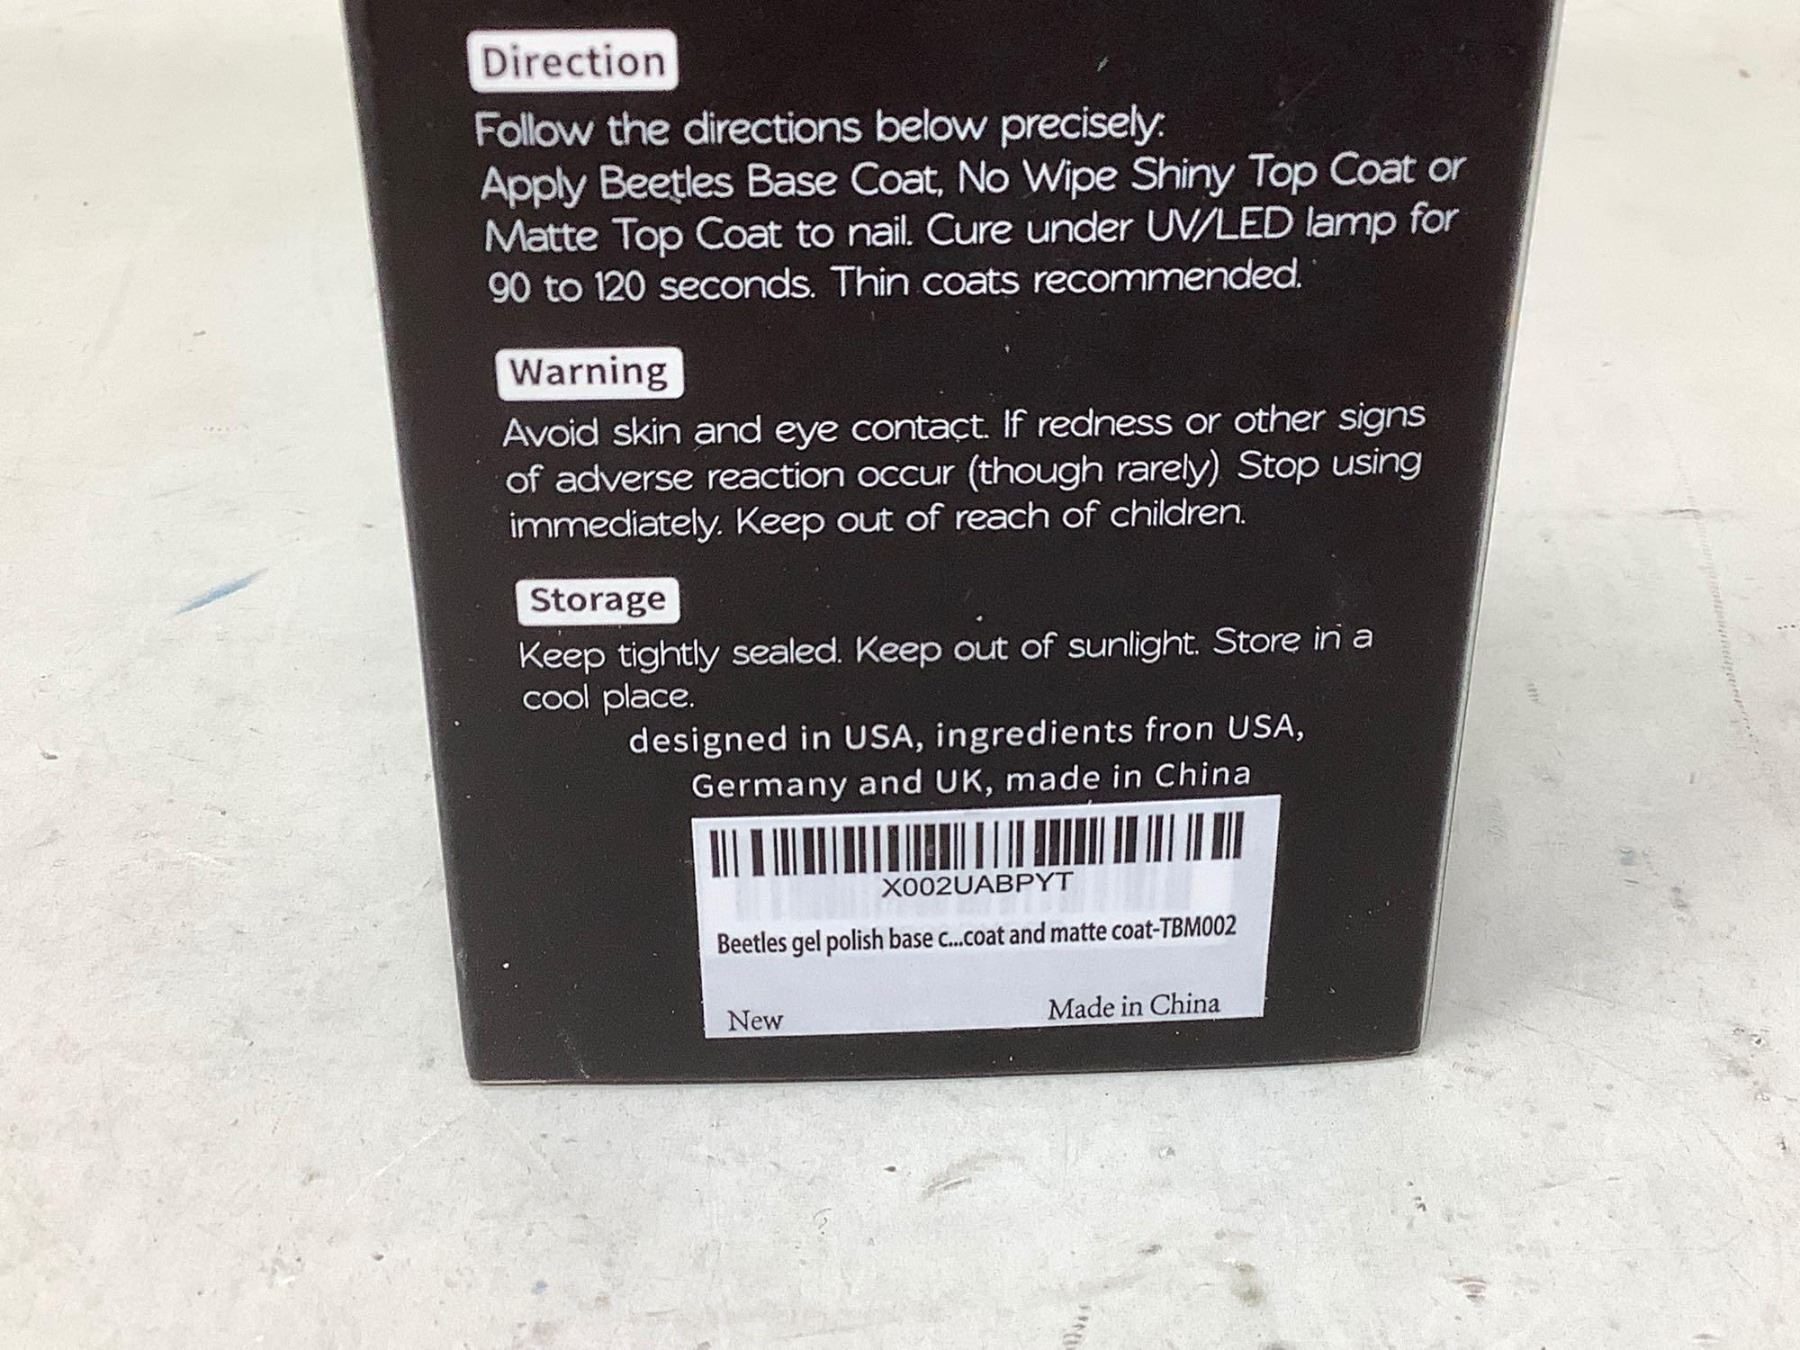 Direction
Follow the directions below precisely:
Apply Beetles Base Coat, No Wipe Shiny Top Coat or
Matte Top Coat to nail. Cure under UV/LED lamp for
90 to 120 seconds. Thin coats recommended.
Warning
Avoid skin and eye contact. If redness or other signs
of adverse reaction occur (though rarely) Stop using
immediately. Keep out of reach of children.
Storage
Keep tightly sealed. Keep out of sunlight. Store in a
cool place.
designed in USA, ingredients fron USA,
Germany and UK, made in China
X002UABPYT
Beetles gel polish base c...coat and matte coat-TBM002
New Made in China